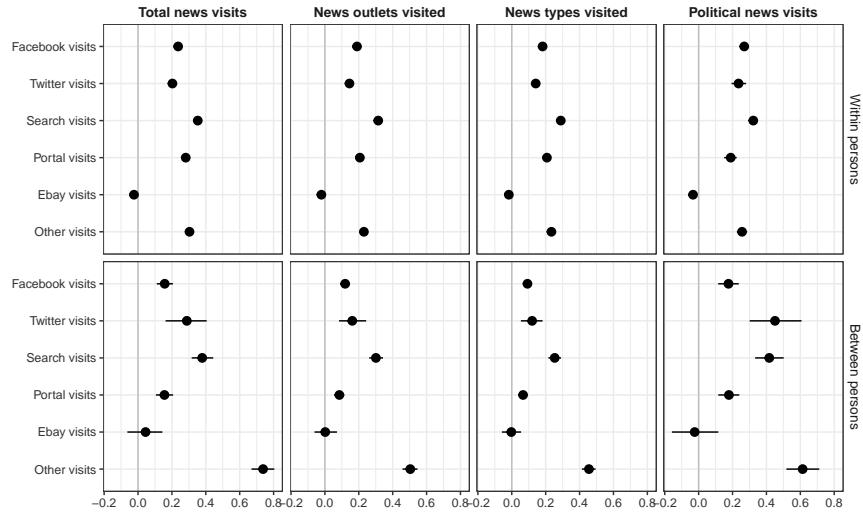 Total news visits
News outlets visited
News types visited
Political news visits
Facebook visits
Twitter visits
Search visits
Portal visits
Ebay visits
Other visits
Within persons
Facebook visits
Twitter visits
Search visits
Portal visits
Ebay visits
Other visits
Between persons
−0.2 0.0 0.2 0.4 0.6 0.8
−0.2 0.0 0.2 0.4 0.6 0.8
−0.2 0.0 0.2 0.4 0.6 0.8
−0.2 0.0 0.2 0.4 0.6 0.8